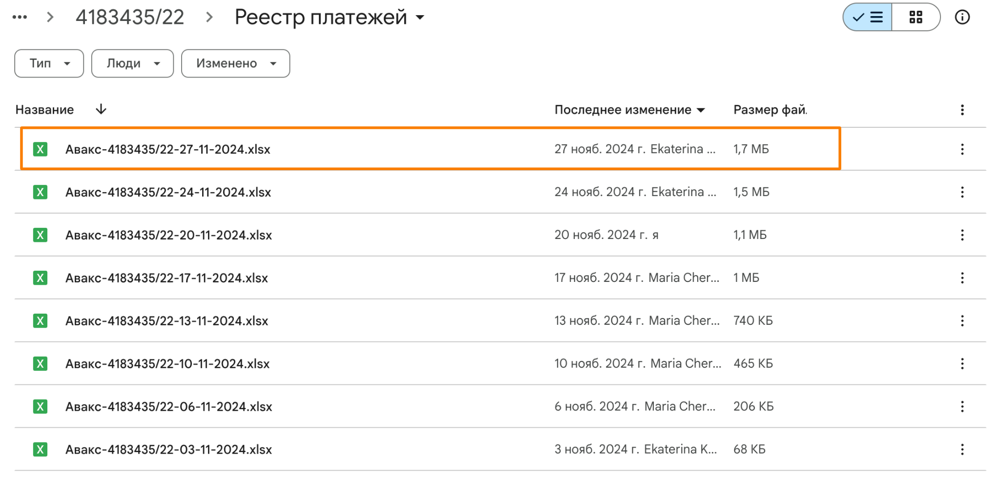 4183435/22 Реестр платежей
Тип Люди Изменено
Название Последнее изменение Размер фай.
Авакс-4183435/22-27-11-2024.xlsx 27 нояб. 2024 г. Ekaterina ... 1,7 МБ
Авакс-4183435/22-24-11-2024.xlsx 24 нояб. 2024 г. Ekaterina ... 1,5 МБ
Авакс-4183435/22-20-11-2024.xlsx 20 нояб. 2024 г. я 1,1 МБ
Авакс-4183435/22-17-11-2024.xlsx 17 нояб. 2024 г. Maria Cher... 1 МБ
Авакс-4183435/22-13-11-2024.xlsx 13 нояб. 2024 г. Maria Cher... 740 КБ
Авакс-4183435/22-10-11-2024.xlsx 10 нояб. 2024 г. Maria Cher... 465 КБ
Авакс-4183435/22-06-11-2024.xlsx 6 нояб. 2024 г. Maria Cher... 206 КБ
Авакс-4183435/22-03-11-2024.xlsx 3 нояб. 2024 г. Ekaterina K... 68 КБ